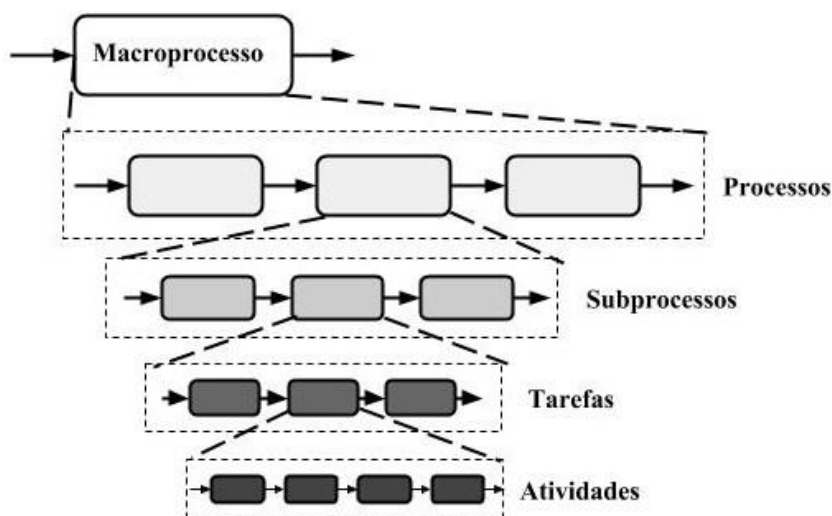 Macroprocesso
Processos
Subprocessos
Tarefas
Atividades